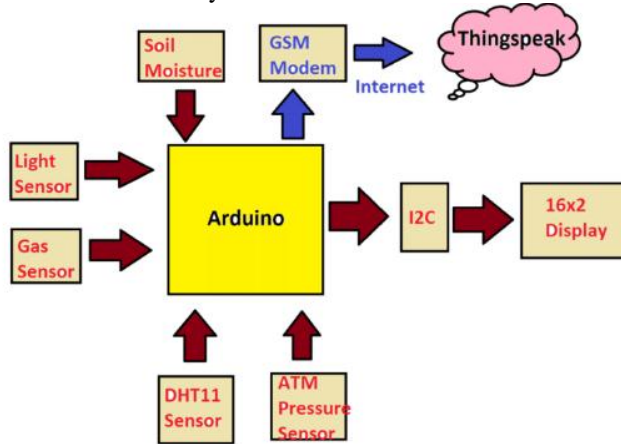 Soil
Moisture
GSM
Modem
Internet
Thingspeak
Light
Sensor
Gas
Sensor
Arduino
I2C
16x2
Display
DHT11
Sensor
ATM
Pressure
Sensor